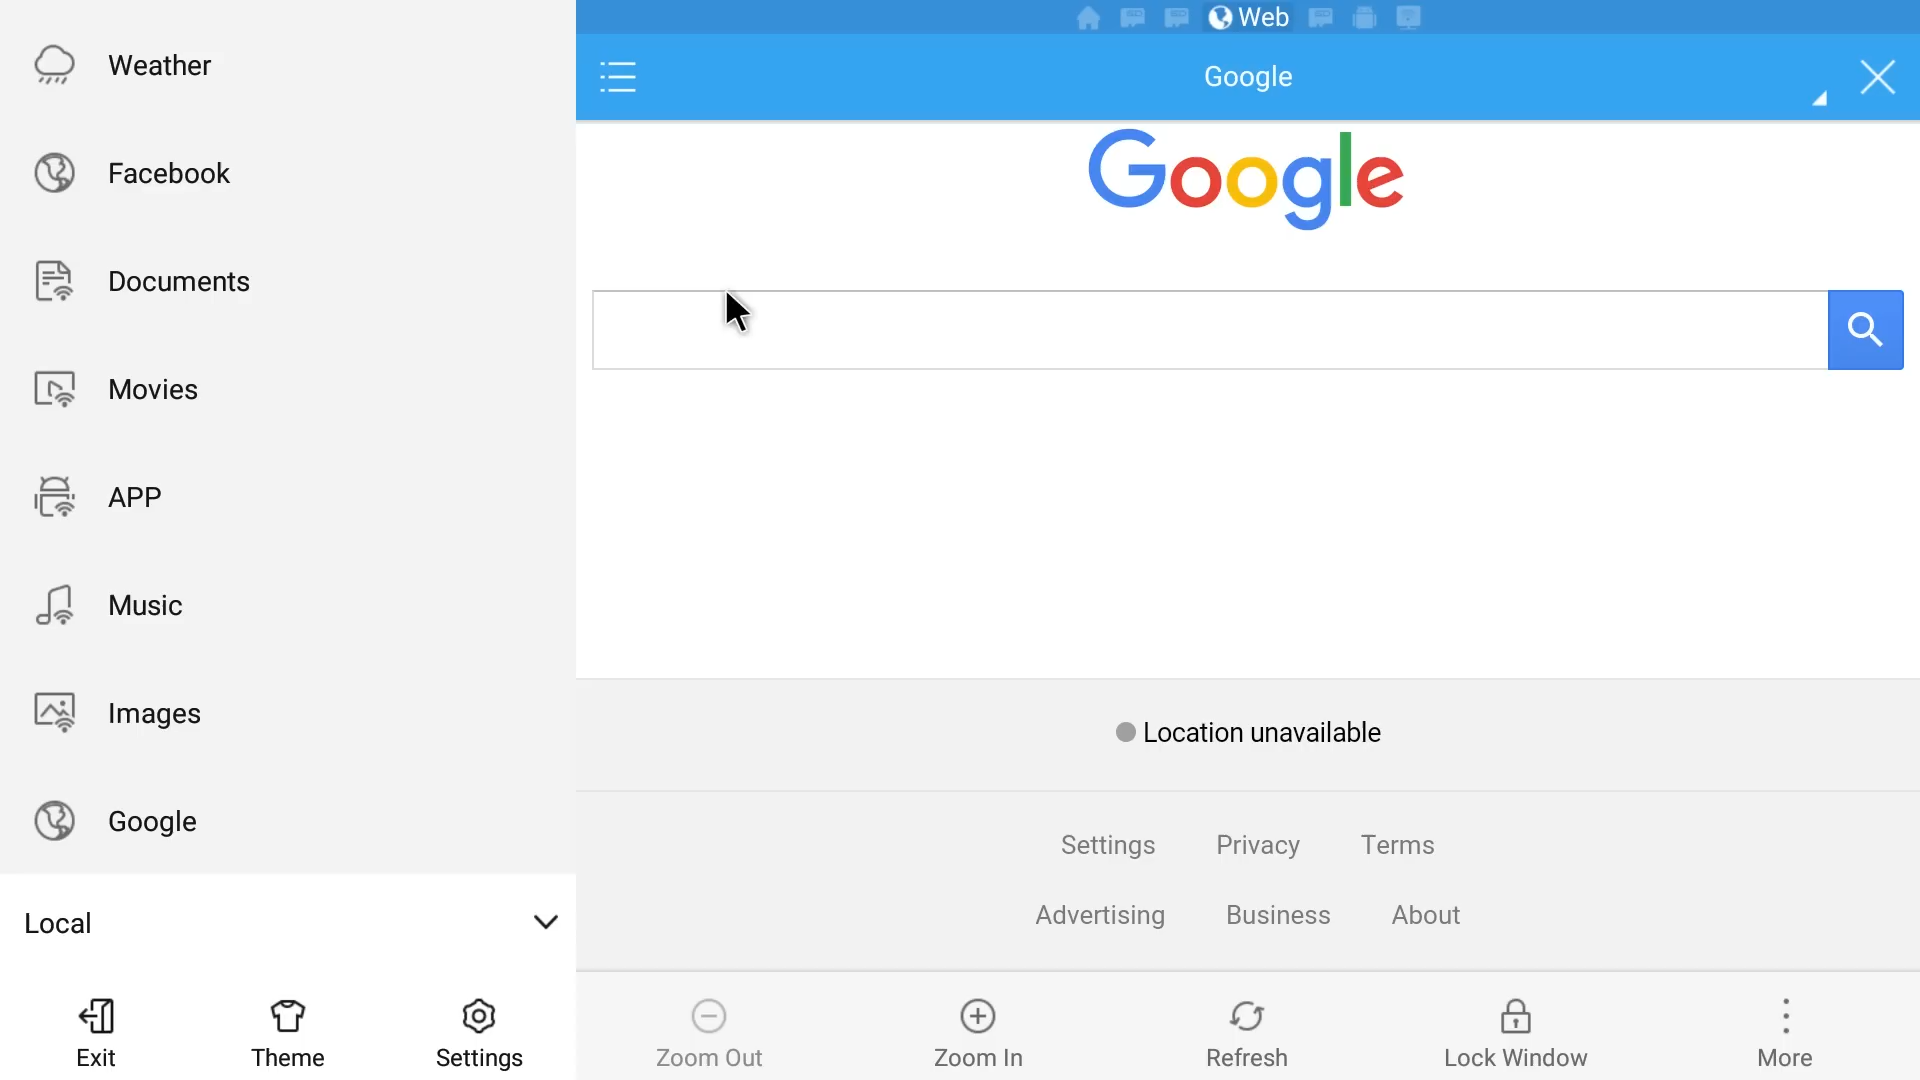 Weather
Facebook
Documents
Movies
APP
Music
Images
Google
Local
Exit
Theme
Settings
Web
Google
Google
Location unavailable
Settings Privacy Terms
Advertising Business About
Zoom Out
Zoom In
Refresh
Lock Window
More